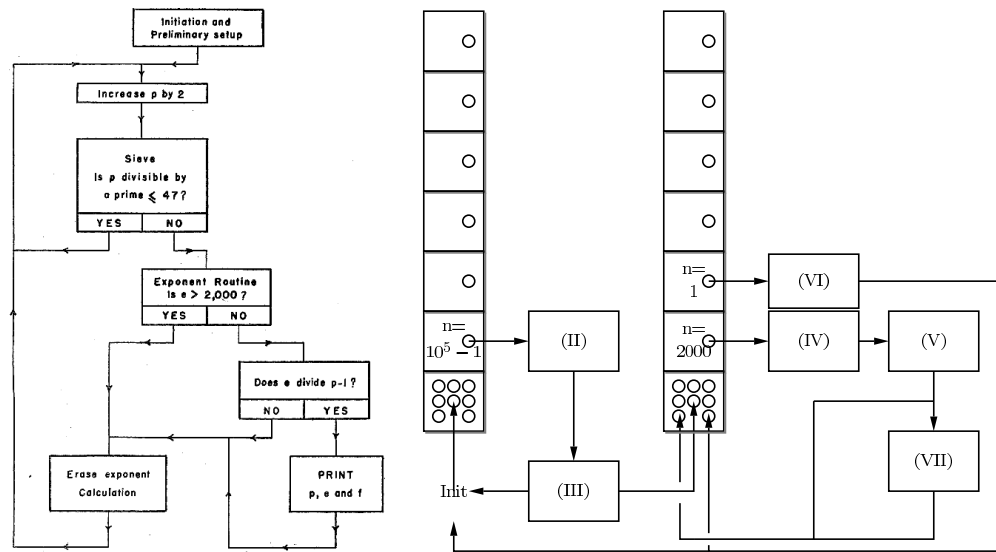 Initiation and
Preliminary setup
Increase p by 2
Sieve
Is p divisible by
a prime ≤ 47?
YES NO
Exponent Routine
Is e > 2,000?
YES NO
Does e divide p-1?
NO YES
Erase exponent
Calculation
PRINT
p, e and f
n=
10⁵ − 1
(II)
(III)
Init
n=
1
(VI)
n=
2000
(IV)
(V)
(VII)